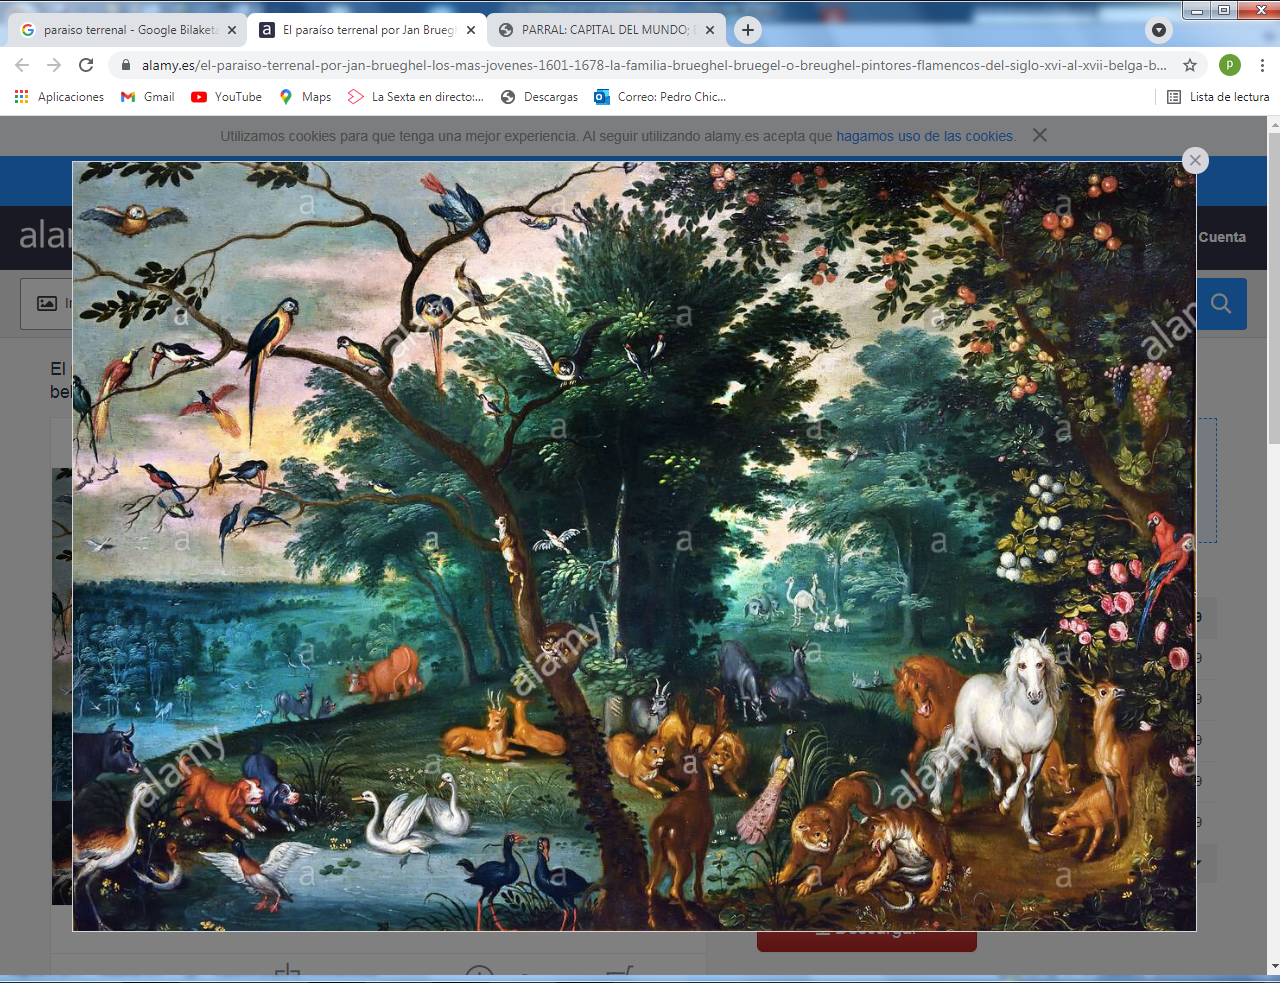 paraiso terrenal - Google Bilaketa
El paraíso terrenal por Jan Brueg
PARRAL: CAPITAL DEL MUNDO;
alamy.es/el-paraiso-terrenal-por-jan-brueghel-los-mas-jovenes-1601-1678-la-familia-brueghel-bruegel-o-breughel-pintores-flamencos-del-siglo-xvi-al-xvii-belga-b...
p
Aplicaciones
Gmail
YouTube
Maps
La Sexta en directo:...
Descargas
Correo: Pedro Chic...
Lista de lectura
Utilizamos cookies para que tenga una mejor experiencia. Al seguir utilizando alamy.es acepta que hagamos uso de las cookies.
Cuenta
El
alamy
alamy
alamy
alamy
a